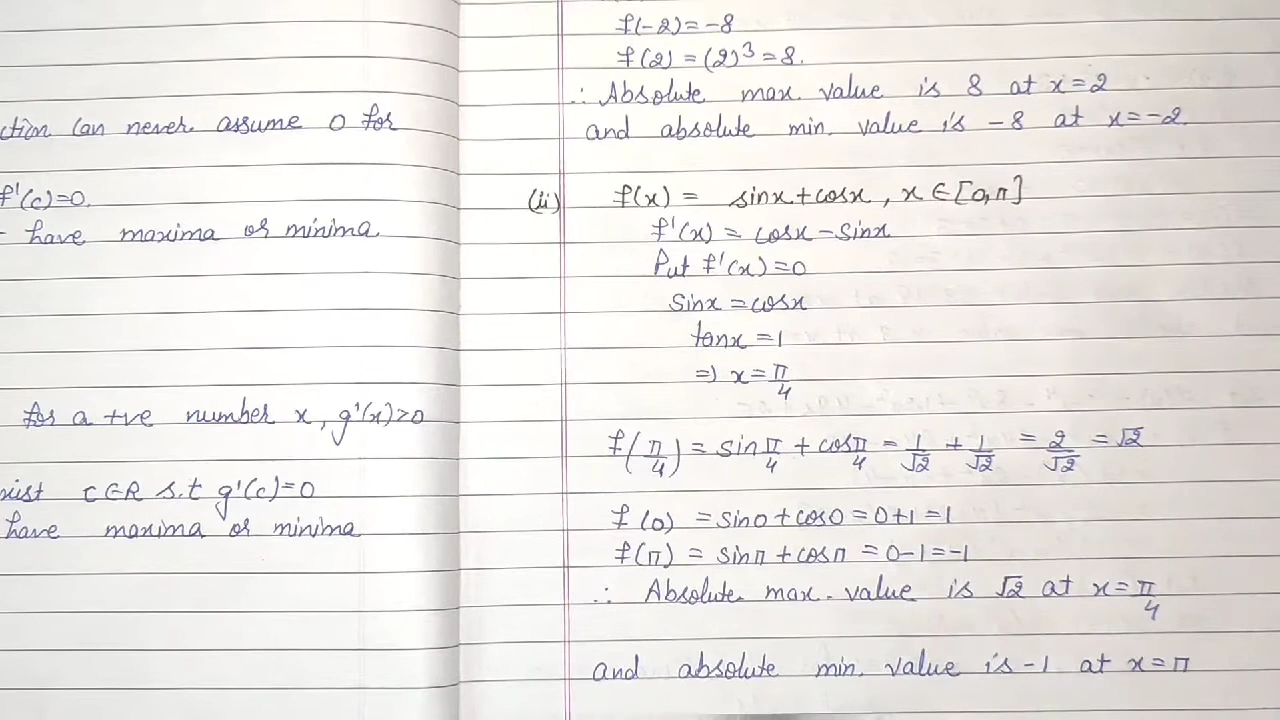 ction can never assume 0 for
f'(c)=0.
have maxima or minima
for a +ve number x, g'(x)>0
c∈R s.t g'(c)=0
have maxima or minima
f(-2)=-8
f(2)=(2)³=8.
∴ Absolute max. value is 8 at x=2
and absolute min. value is -8 at x=-2.
(ii) f(x) = sinx+cosx, x∈[0,π]
f'(x) = cosx-sinx
Put f'(x)=0
sinx=cosx
tanx=1
⇒ x=π/4
f(π/4) = sinπ/4 + cosπ/4 = 1/√2 + 1/√2 = 2/√2 = √2
f(0) = sin0+cos0=0+1=1
f(π) = sinπ+cosπ=0-1=-1
∴ Absolute max. value is √2 at x=π/4
and absolute min. value is -1 at x=π